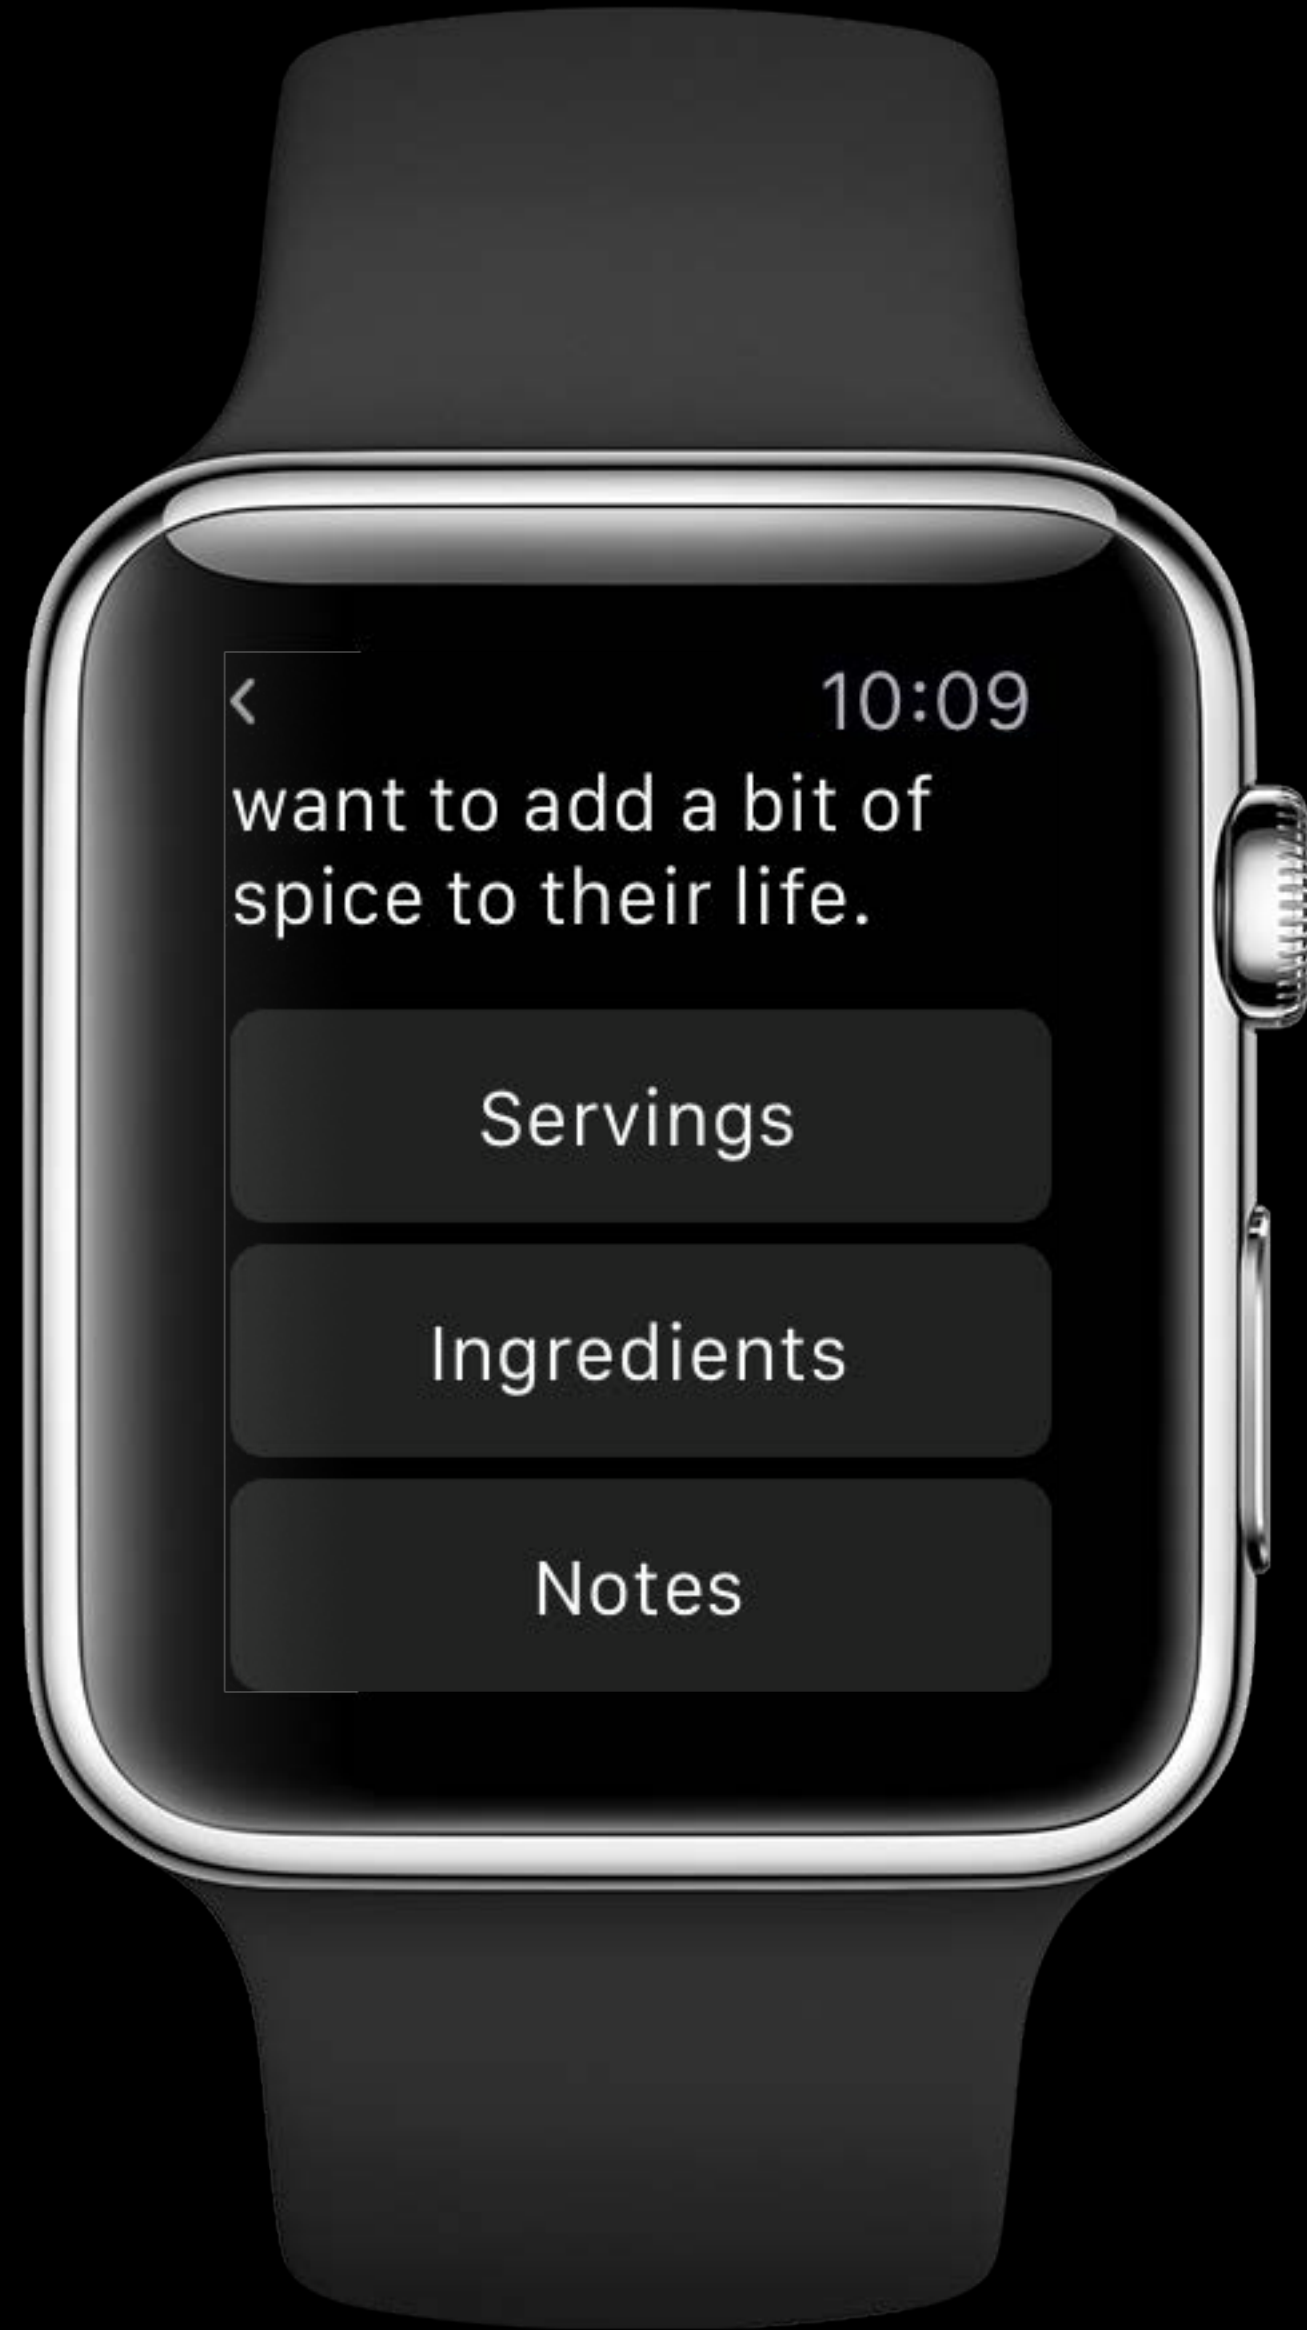 10:09
want to add a bit of
spice to their life.
Servings
Ingredients
Notes